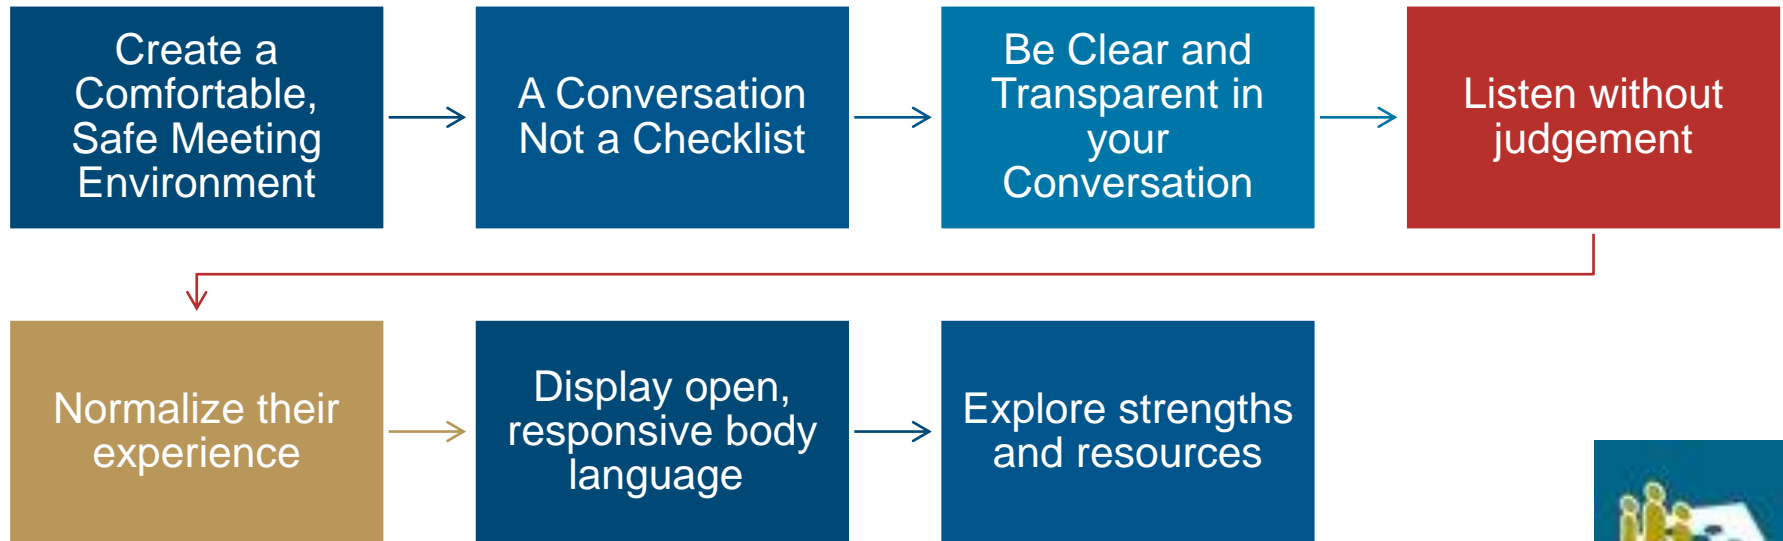 Create a
Comfortable,
Safe Meeting
Environment
A Conversation
Not a Checklist
Be Clear and
Transparent in
your
Conversation
Listen without
judgement
Normalize their
experience
Display open,
responsive body
language
Explore strengths
and resources